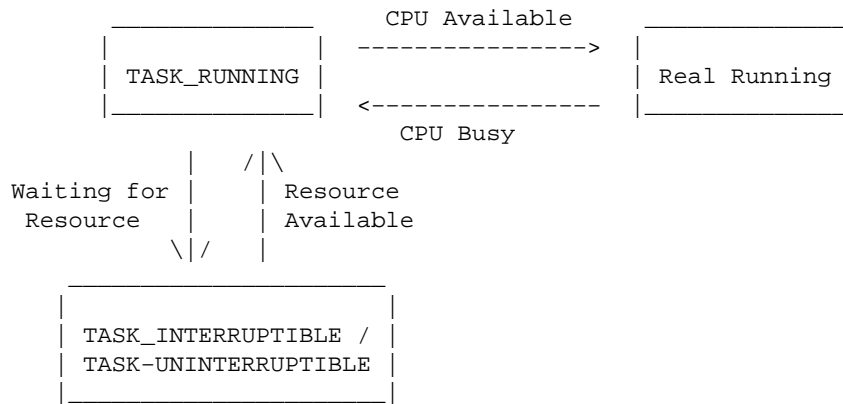 CPU Available
TASK_RUNNING
Real Running
CPU Busy
Waiting for
Resource
Resource
Available
TASK_INTERRUPTIBLE /
TASK-UNINTERRUPTIBLE